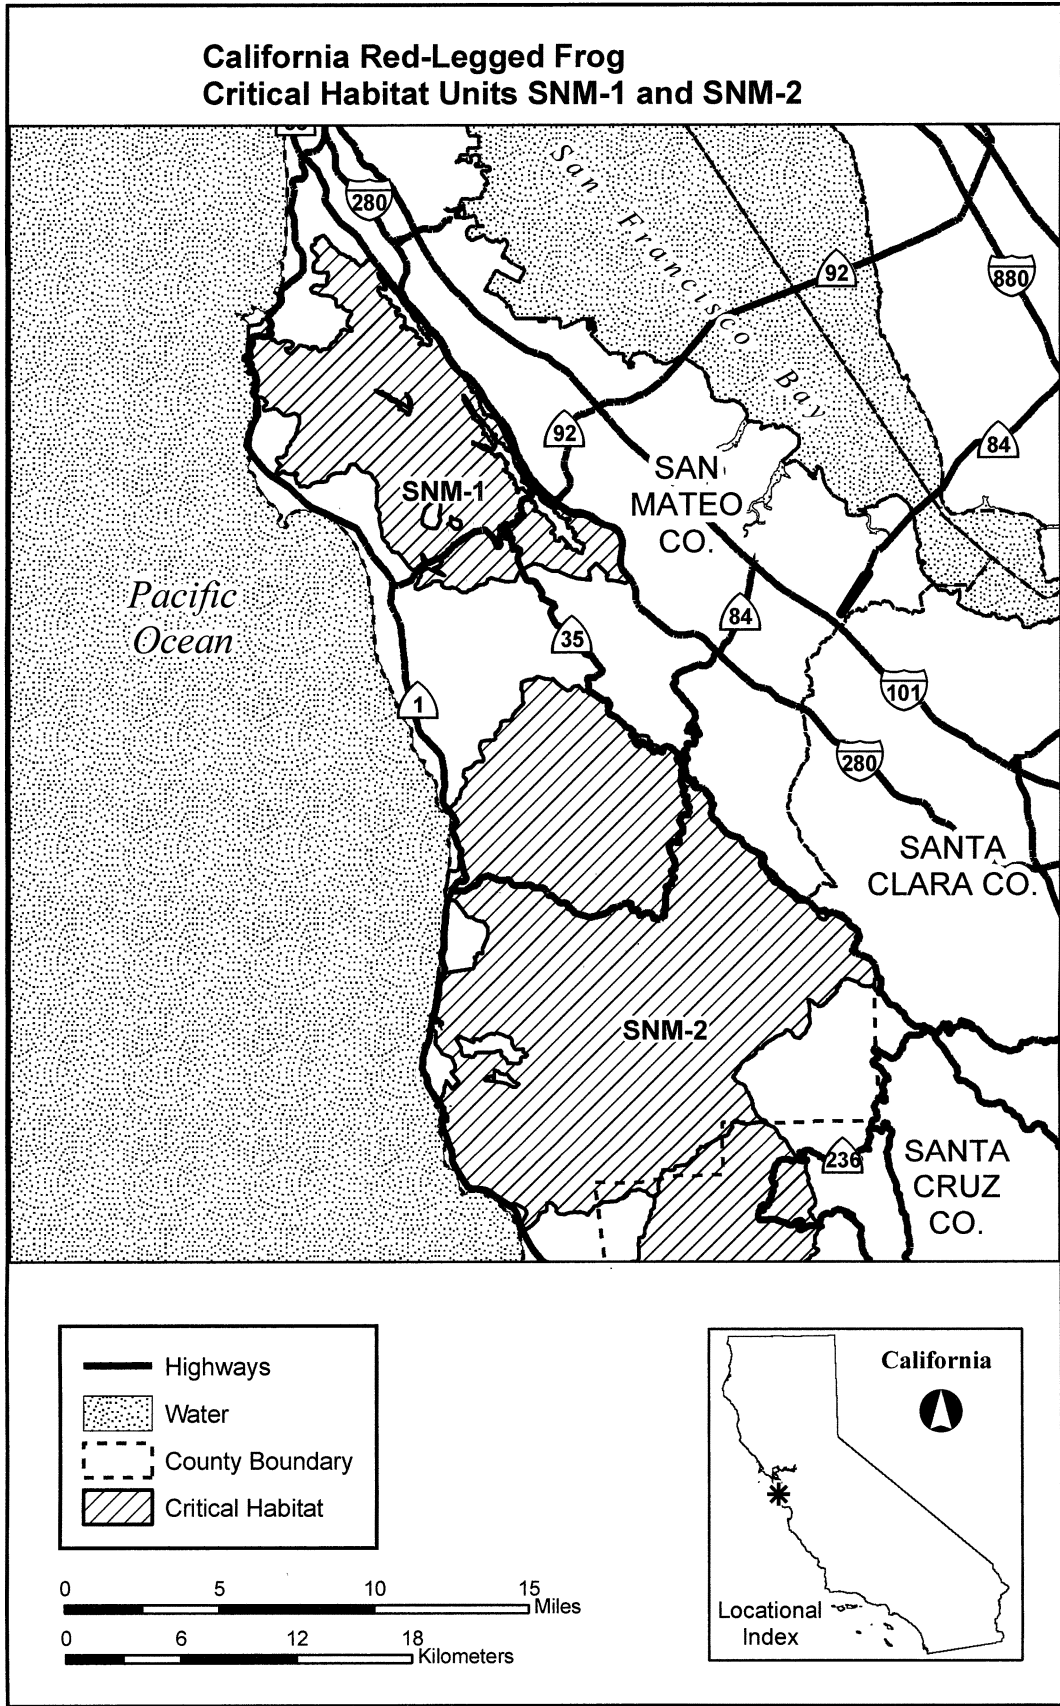 California Red-Legged Frog
Critical Habitat Units SNM-1 and SNM-2
San Francisco Bay
280
92
880
92
84
SAN
MATEO
CO.
SNM-1
Pacific
Ocean
35
84
1
101
280
SANTA
CLARA CO.
SNM-2
236
SANTA
CRUZ
CO.
Highways
Water
County Boundary
Critical Habitat
California
Locational
Index
0 5 10 15
Miles
0 6 12 18
Kilometers